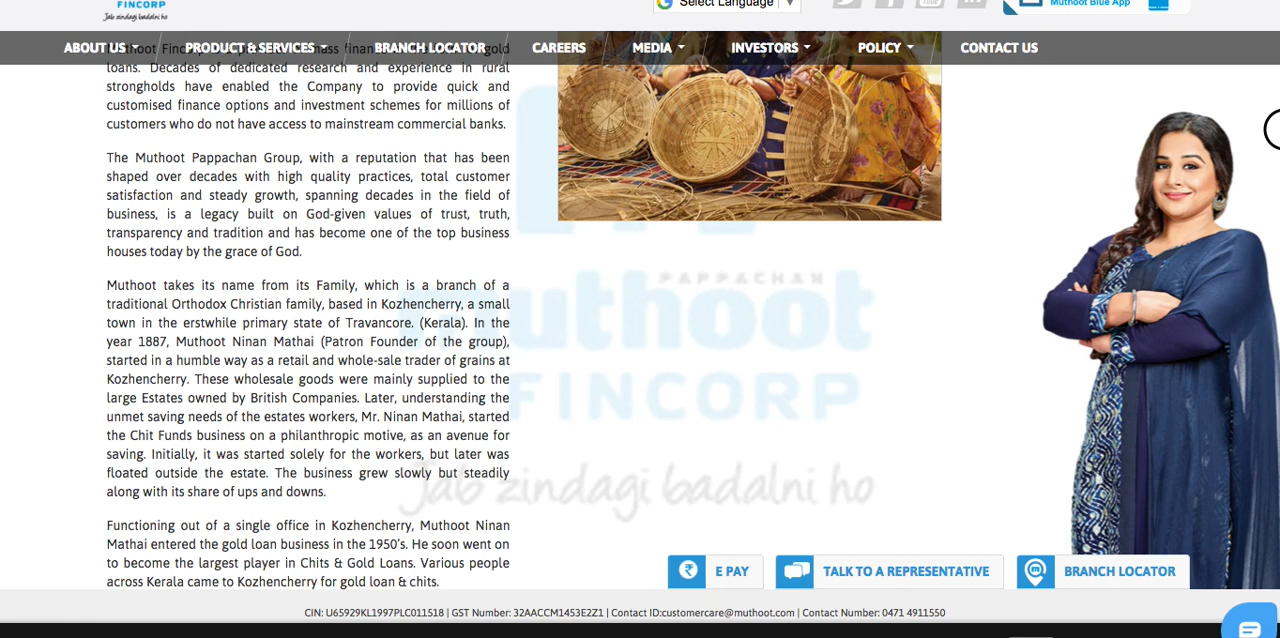 FINCORP
Jab zindagi badalni ho
Select Language
Muthoot Blue App
ABOUT US
PRODUCT & SERVICES
BRANCH LOCATOR
CAREERS
MEDIA
INVESTORS
POLICY
CONTACT US
gold
loans. Decades of dedicated research and experience in rural
strongholds have enabled the Company to provide quick and
customised finance options and investment schemes for millions of
customers who do not have access to mainstream commercial banks.
The Muthoot Pappachan Group, with a reputation that has been
shaped over decades with high quality practices, total customer
satisfaction and steady growth, spanning decades in the field of
business, is a legacy built on God-given values of trust, truth,
transparency and tradition and has become one of the top business
houses today by the grace of God.
Muthoot takes its name from its Family, which is a branch of a
traditional Orthodox Christian family, based in Kozhencherry, a small
town in the erstwhile primary state of Travancore. (Kerala). In the
year 1887, Muthoot Ninan Mathai (Patron Founder of the group),
started in a humble way as a retail and whole-sale trader of grains at
Kozhencherry. These wholesale goods were mainly supplied to the
large Estates owned by British Companies. Later, understanding the
unmet saving needs of the estates workers, Mr. Ninan Mathai, started
the Chit Funds business on a philanthropic motive, as an avenue for
saving. Initially, it was started solely for the workers, but later was
floated outside the estate. The business grew slowly but steadily
along with its share of ups and downs.
Functioning out of a single office in Kozhencherry, Muthoot Ninan
Mathai entered the gold loan business in the 1950's. He soon went on
to become the largest player in Chits & Gold Loans. Various people
across Kerala came to Kozhencherry for gold loan & chits.
PAPPACHAN
muthoot
FINCORP
Jab zindagi badalni ho
E PAY
TALK TO A REPRESENTATIVE
BRANCH LOCATOR
CIN: U65929KL1997PLC011518 | GST Number: 32AACCM1453E2Z1 | Contact ID:customercare@muthoot.com | Contact Number: 0471 4911550